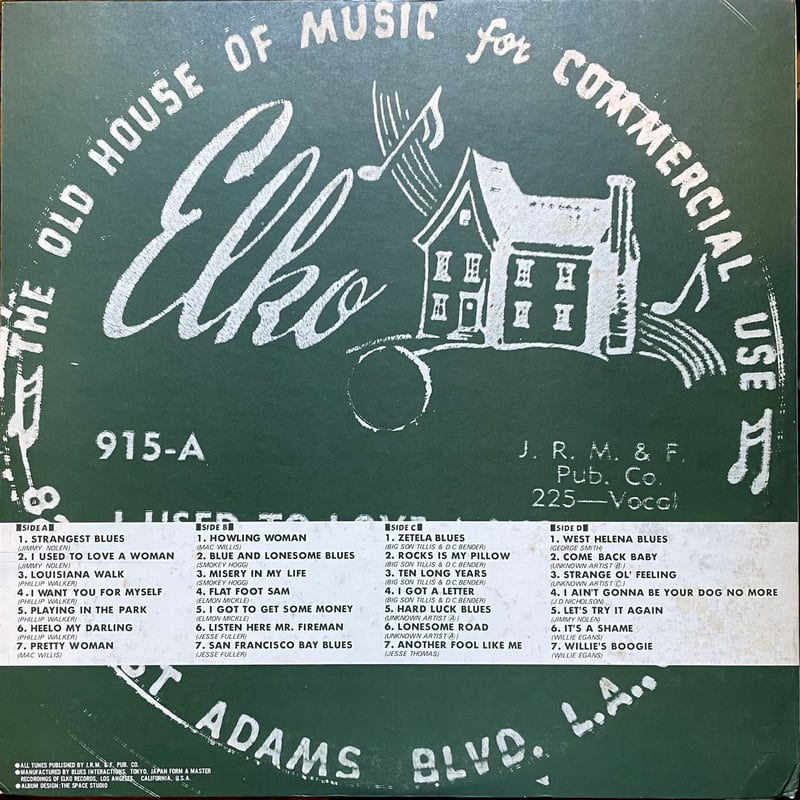 THE OLD HOUSE OF MUSIC for COMMERCIAL USE
Elko
915-A
J. R. M. & F.
Pub. Co.
225—Vocal
I USED TO LOVE
SIDE A
1. STRANGEST BLUES
(JIMMY NOLEN)
2. I USED TO LOVE A WOMAN
(JIMMY NOLEN)
3. LOUISIANA WALK
(PHILLIP WALKER)
4. I WANT YOU FOR MYSELF
(PHILLIP WALKER)
5. PLAYING IN THE PARK
(PHILLIP WALKER)
6. HEELO MY DARLING
(PHILLIP WALKER)
7. PRETTY WOMAN
(MAC WILLIS)
SIDE B
1. HOWLING WOMAN
(MAC WILLIS)
2. BLUE AND LONESOME BLUES
(SMOKEY HOGG)
3. MISERY IN MY LIFE
(SMOKEY HOGG)
4. FLAT FOOT SAM
(ELMON MICKLE)
5. I GOT TO GET SOME MONEY
(ELMON MICKLE)
6. LISTEN HERE MR. FIREMAN
(JESSE FULLER)
7. SAN FRANCISCO BAY BLUES
(JESSE FULLER)
SIDE C
1. ZETELA BLUES
(BIG SON TILLIS & D.C.BENDER)
2. ROCKS IS MY PILLOW
(BIG SON TILLIS & D.C.BENDER)
3. TEN LONG YEARS
(BIG SON TILLIS & D.C.BENDER)
4. I GOT A LETTER
(BIG SON TILLIS & D.C.BENDER)
5. HARD LUCK BLUES
(UNKNOWN ARTIST Ⓐ)
6. LONESOME ROAD
(UNKNOWN ARTIST Ⓐ)
7. ANOTHER FOOL LIKE ME
(JESSE THOMAS)
SIDE D
1. WEST HELENA BLUES
(GEORGE SMITH)
2. COME BACK BABY
(UNKNOWN ARTIST Ⓑ)
3. STRANGE OL' FEELING
(UNKNOWN ARTIST Ⓒ)
4. I AIN'T GONNA BE YOUR DOG NO MORE
(J.D.NICHOLSON)
5. LET'S TRY IT AGAIN
(JIMMY NOLEN)
6. IT'S A SHAME
(WILLIE EGANS)
7. WILLIE'S BOOGIE
(WILLIE EGANS)
ST ADAMS BLVD. L.A.,
●ALL TUNES PUBLISHED BY J.R.M. & F. PUB. CO.
●MANUFACTURED BY BLUES INTERACTIONS, TOKYO, JAPAN FORM A MASTER
RECORDINGS OF ELKO RECORDS, LOS ANGELES, CALIFORNIA, U.S.A.
●ALBUM DESIGN:THE SPACE STUDIO